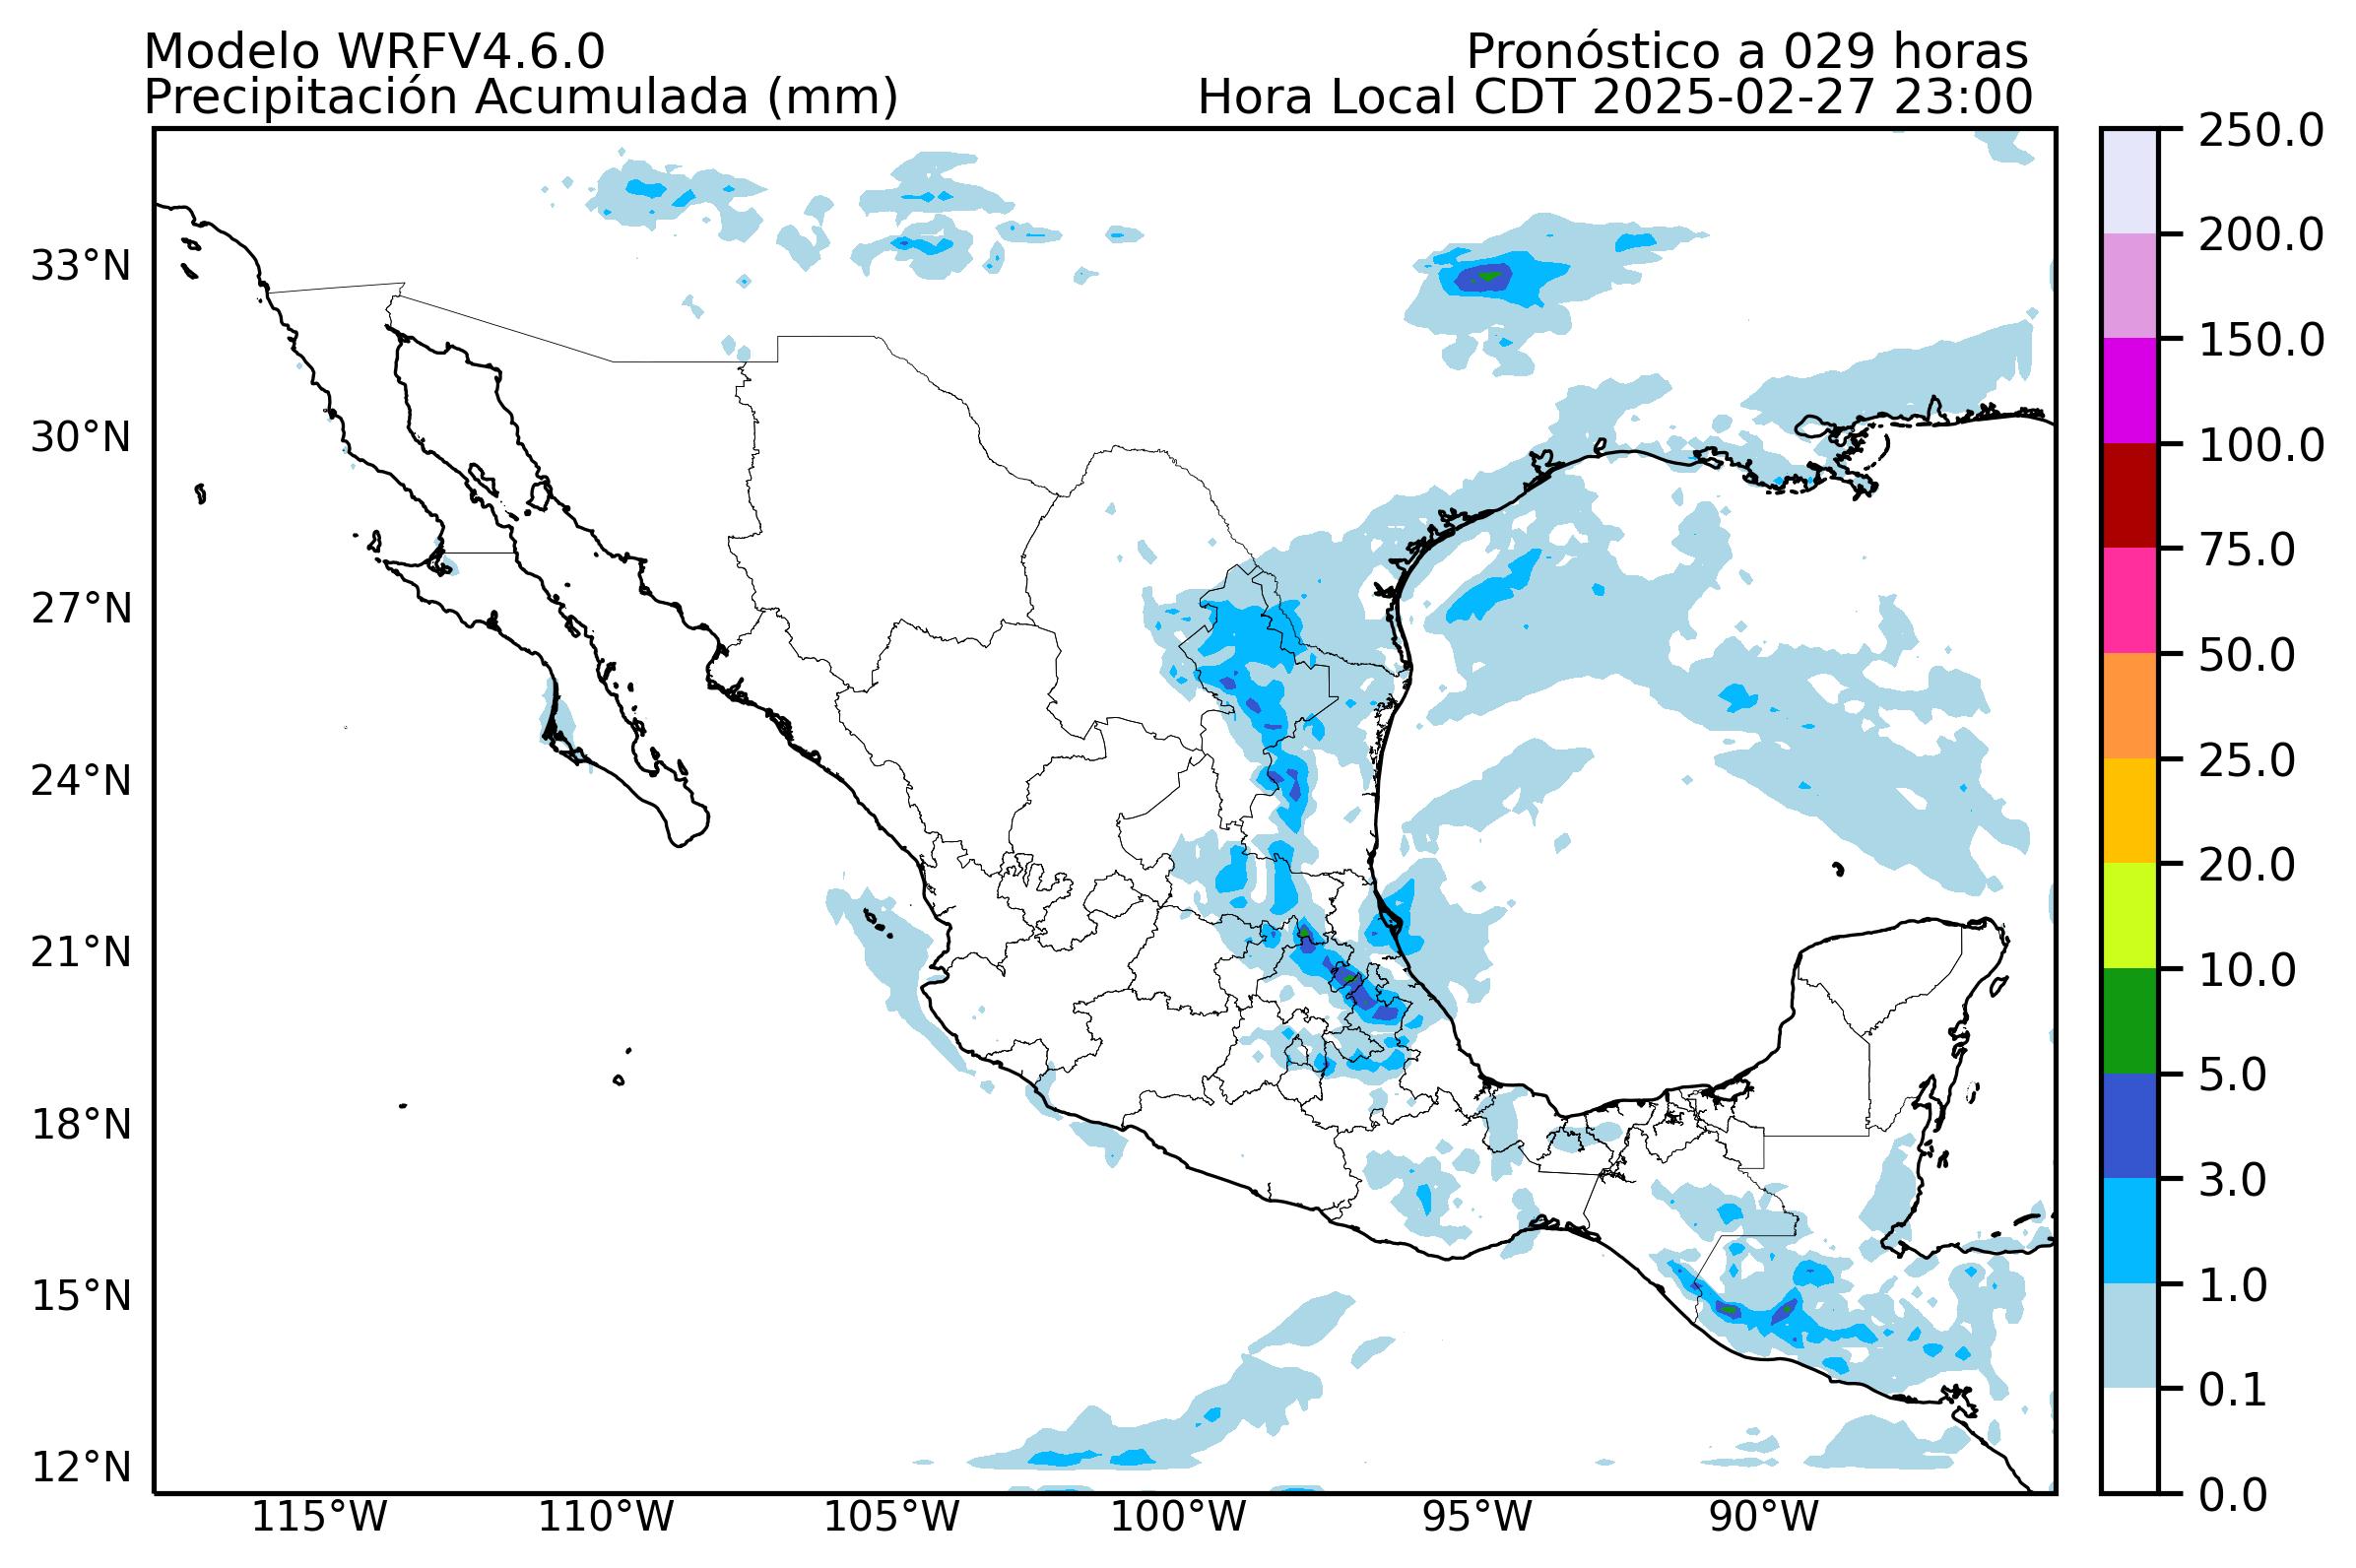 Modelo WRFV4.6.0
Pronóstico a 029 horas
Precipitación Acumulada (mm)
Hora Local CDT 2025-02-27 23:00
250.0
200.0
150.0
100.0
75.0
50.0
25.0
20.0
10.0
5.0
3.0
1.0
0.1
0.0
33°N
30°N
27°N
24°N
21°N
18°N
15°N
12°N
115°W
110°W
105°W
100°W
95°W
90°W